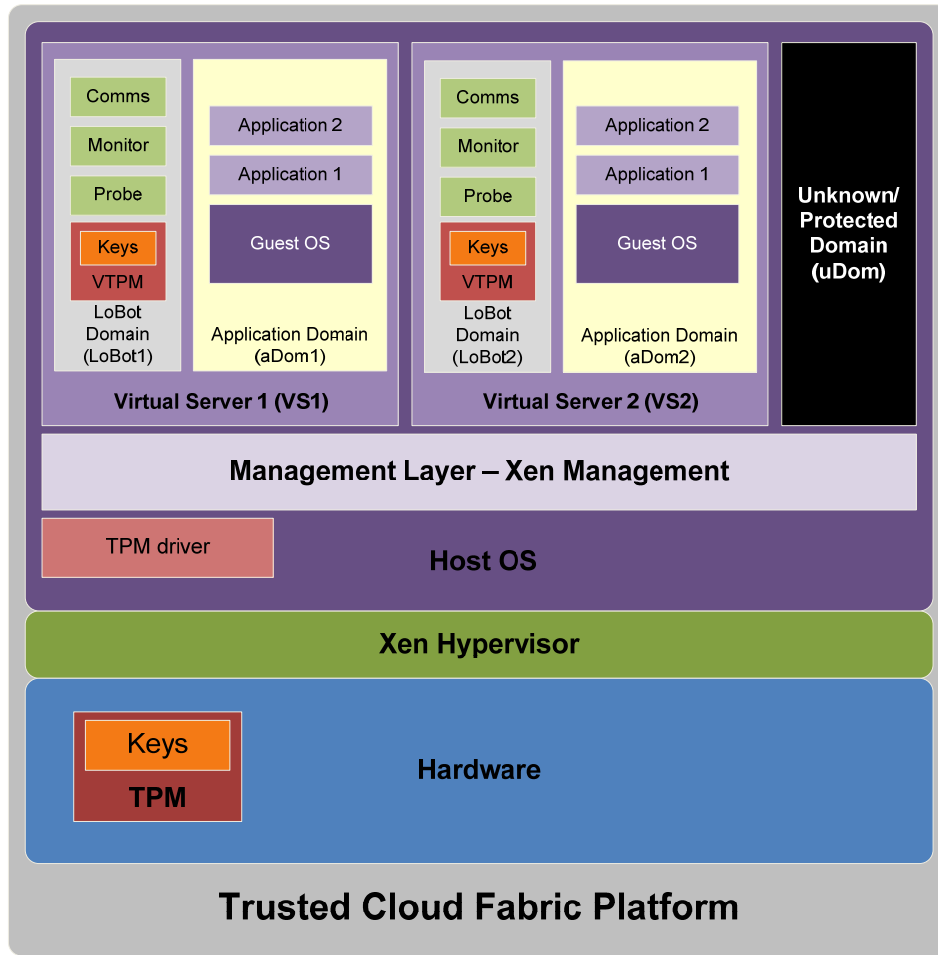 Comms
Monitor
Probe
Keys
VTPM
LoBot
Domain
(LoBot1)
Application 2
Application 1
Guest OS
Application Domain
(aDom1)
Virtual Server 1 (VS1)
Comms
Monitor
Probe
Keys
VTPM
LoBot
Domain
(LoBot2)
Application 2
Application 1
Guest OS
Application Domain
(aDom2)
Virtual Server 2 (VS2)
Unknown/
Protected
Domain
(uDom)
Management Layer – Xen Management
TPM driver
Host OS
Xen Hypervisor
Keys
TPM
Hardware
Trusted Cloud Fabric Platform